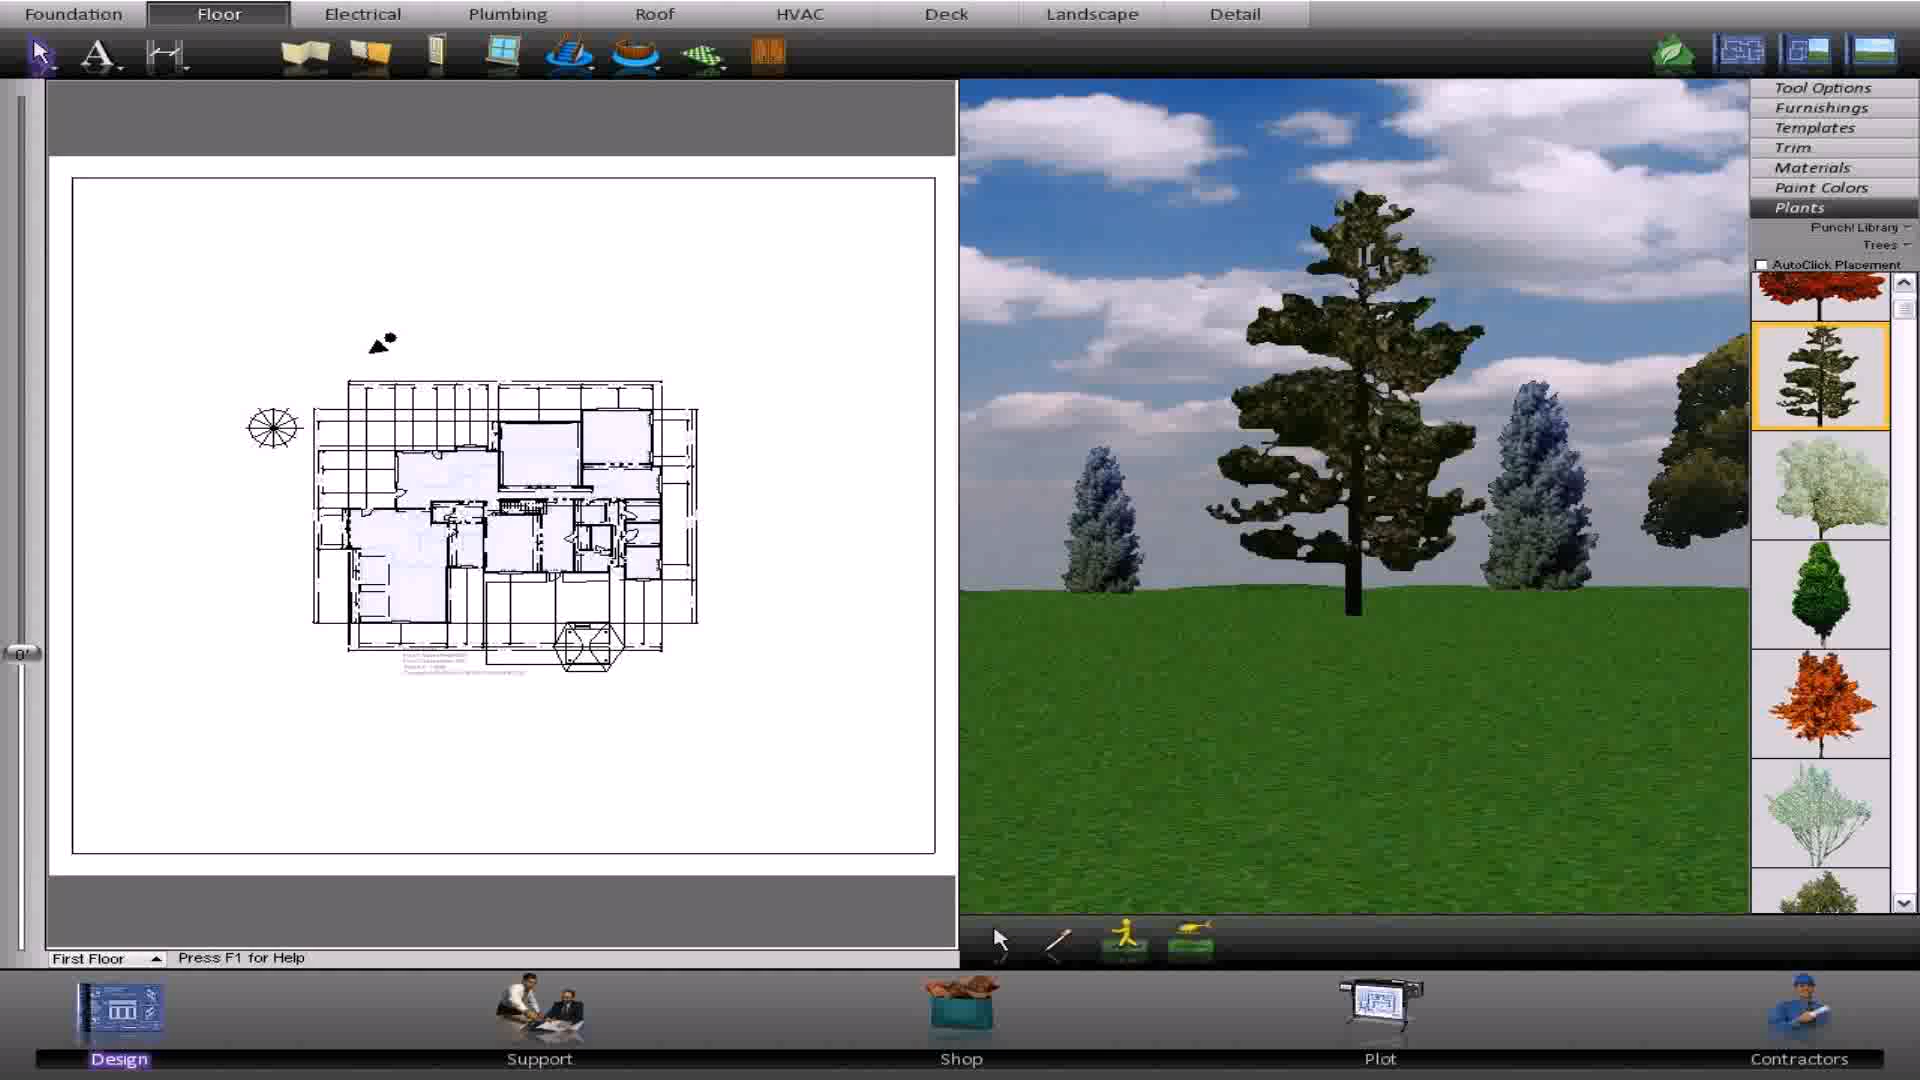 Foundation
Floor
Electrical
Plumbing
Roof
HVAC
Deck
Landscape
Detail
A
Tool Options
Furnishings
Templates
Trim
Materials
Paint Colors
Plants
Punch! Library
Trees
AutoClick Placement
0'
First Floor
Press F1 for Help
Design
Support
Shop
Plot
Contractors